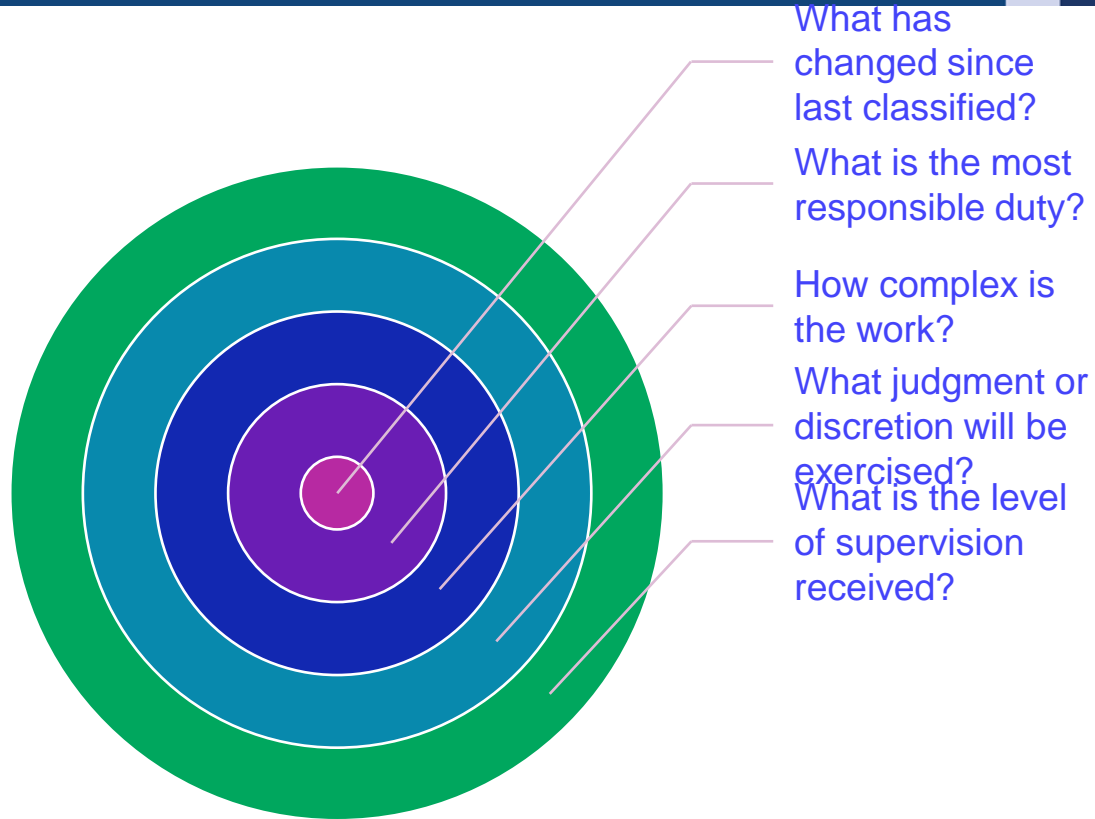 What has
changed since
last classified?
What is the most
responsible duty?
How complex is
the work?
What judgment or
discretion will be
exercised?
What is the level
of supervision
received?